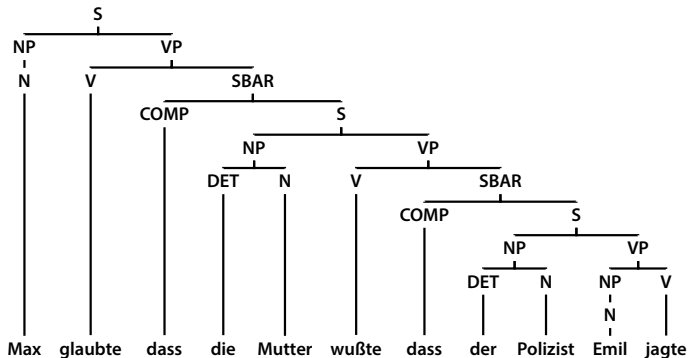 S
NP VP
N V SBAR
COMP S
NP VP
DET N V SBAR
COMP S
NP VP
DET N NP V
N
Max glaubte dass die Mutter wußte dass der Polizist Emil jagte